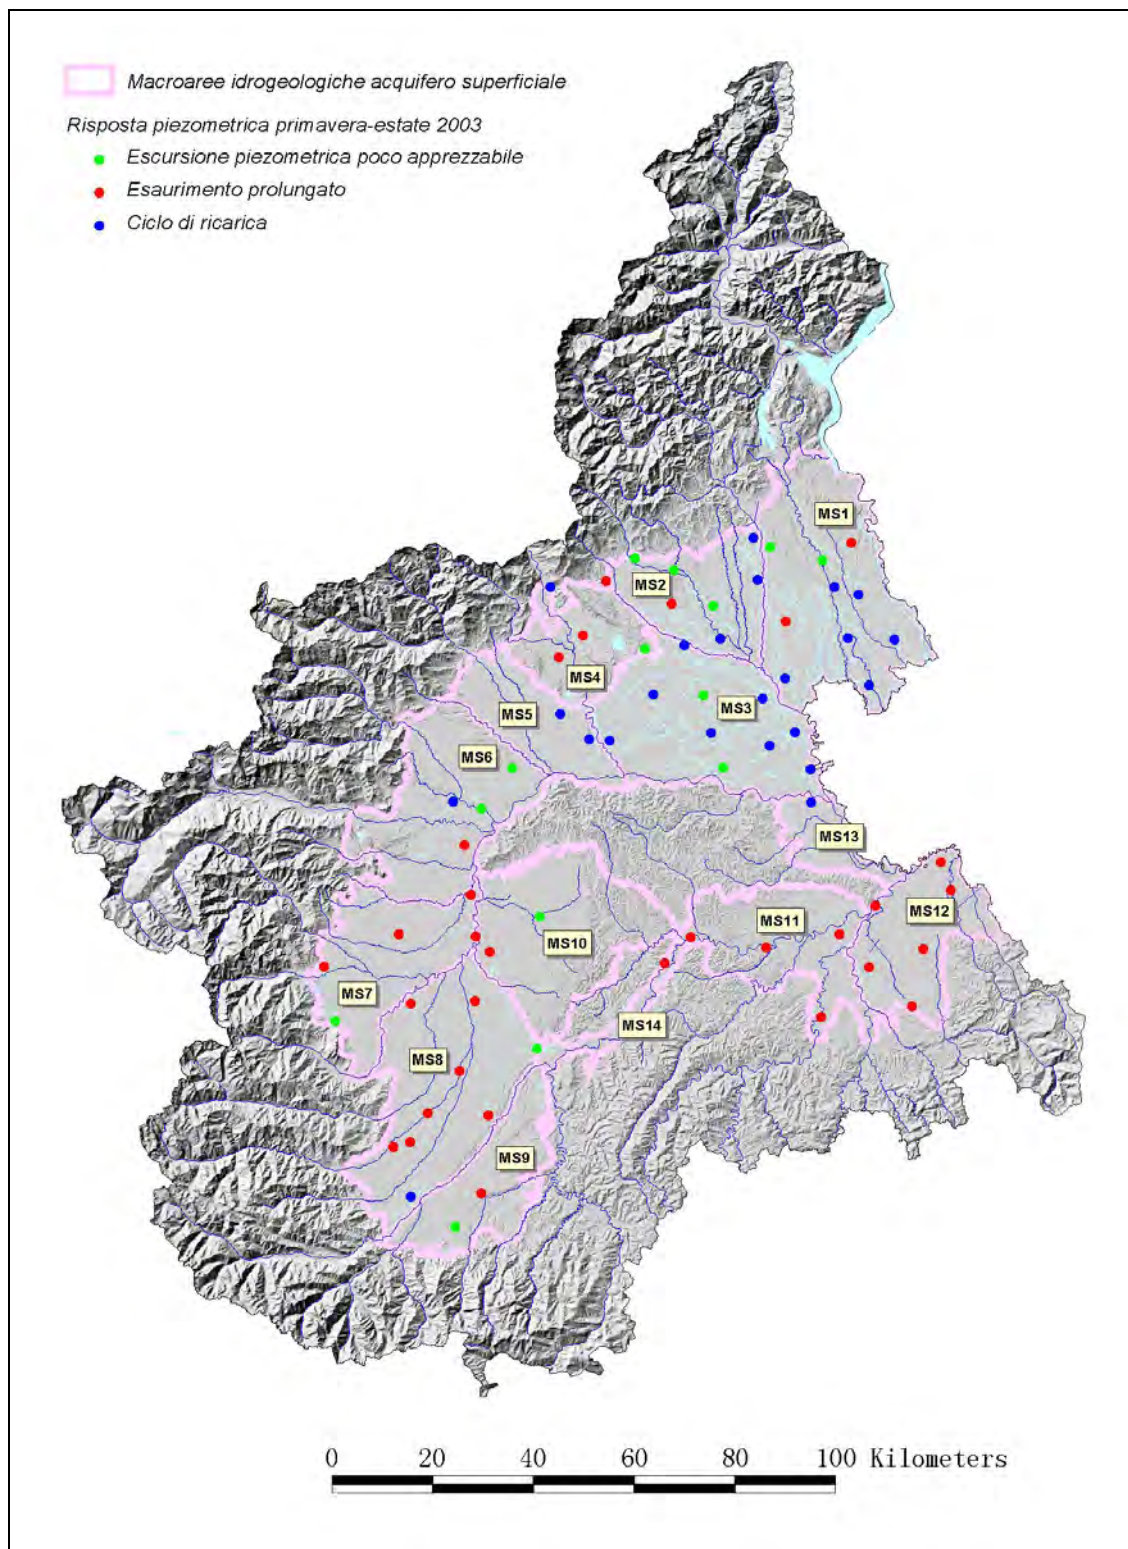 Macroaree idrogeologiche acquifero superficiale
Risposta piezometrica primavera-estate 2003
Escursione piezometrica poco apprezzabile
Esaurimento prolungato
Ciclo di ricarica
MS1
MS2
MS4
MS3
MS5
MS6
MS13
MS12
MS11
MS10
MS7
MS14
MS8
MS9
0 20 40 60 80 100 Kilometers